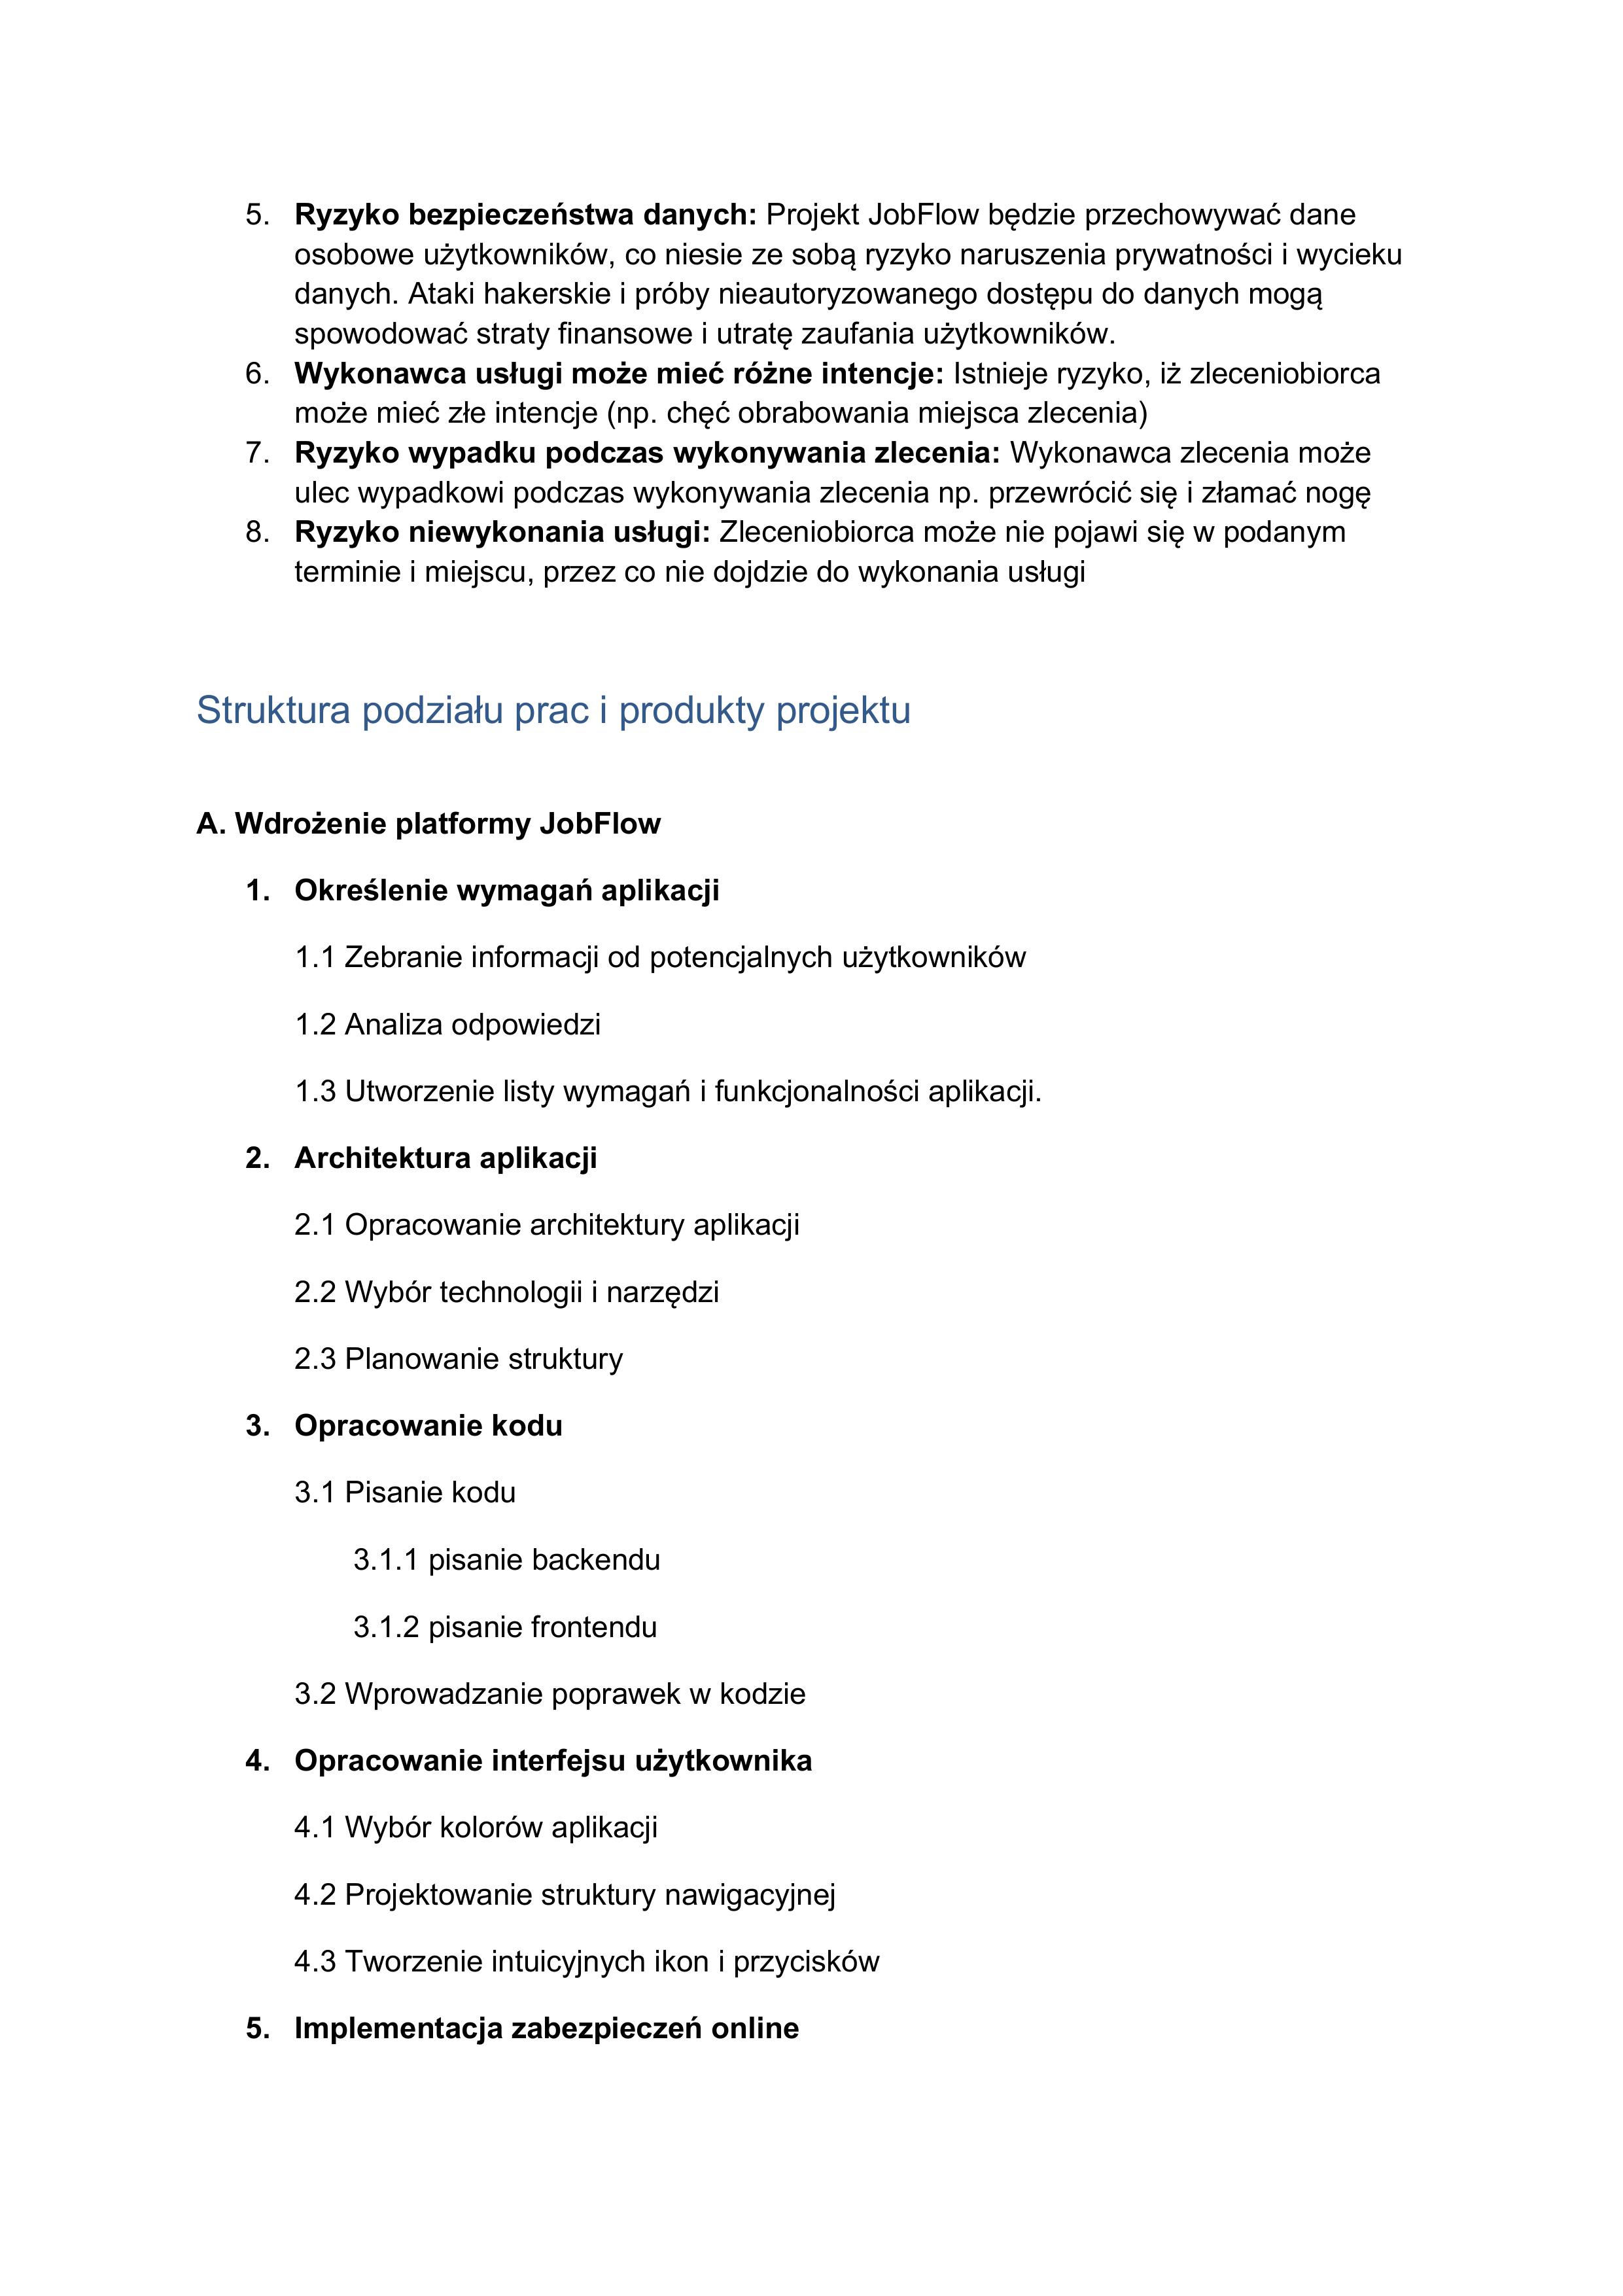 5. Ryzyko bezpieczeństwa danych: Projekt JobFlow będzie przechowywać dane
osobowe użytkowników, co niesie ze sobą ryzyko naruszenia prywatności i wycieku
danych. Ataki hakerskie i próby nieautoryzowanego dostępu do danych mogą
spowodować straty finansowe i utratę zaufania użytkowników.
6. Wykonawca usługi może mieć różne intencje: Istnieje ryzyko, iż zleceniobiorca
może mieć złe intencje (np. chęć obrabowania miejsca zlecenia)
7. Ryzyko wypadku podczas wykonywania zlecenia: Wykonawca zlecenia może
ulec wypadkowi podczas wykonywania zlecenia np. przewrócić się i złamać nogę
8. Ryzyko niewykonania usługi: Zleceniobiorca może nie pojawi się w podanym
terminie i miejscu, przez co nie dojdzie do wykonania usługi
Struktura podziału prac i produkty projektu
A. Wdrożenie platformy JobFlow
1. Określenie wymagań aplikacji
1.1 Zebranie informacji od potencjalnych użytkowników
1.2 Analiza odpowiedzi
1.3 Utworzenie listy wymagań i funkcjonalności aplikacji.
2. Architektura aplikacji
2.1 Opracowanie architektury aplikacji
2.2 Wybór technologii i narzędzi
2.3 Planowanie struktury
3. Opracowanie kodu
3.1 Pisanie kodu
3.1.1 pisanie backendu
3.1.2 pisanie frontendu
3.2 Wprowadzanie poprawek w kodzie
4. Opracowanie interfejsu użytkownika
4.1 Wybór kolorów aplikacji
4.2 Projektowanie struktury nawigacyjnej
4.3 Tworzenie intuicyjnych ikon i przycisków
5. Implementacja zabezpieczeń online